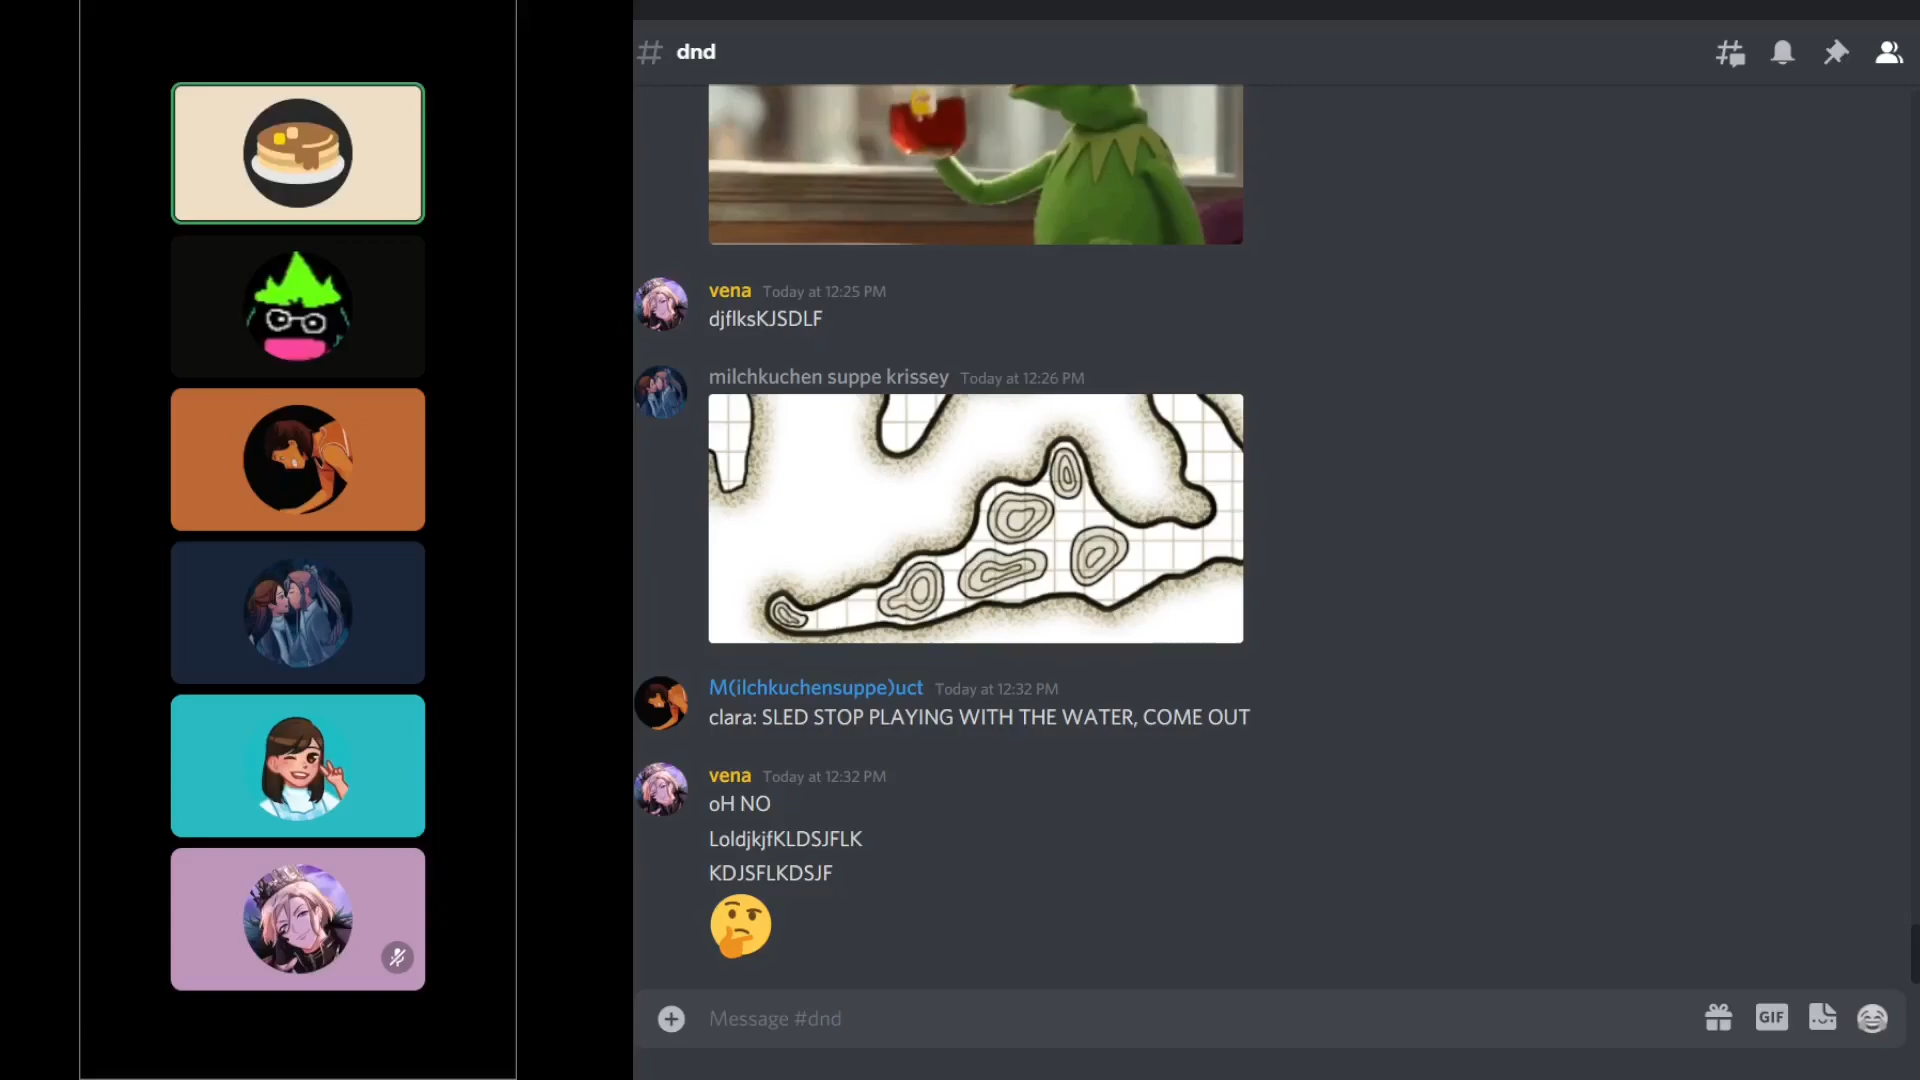 dnd
vena Today at 12:25 PM
djflksKJSDLF
milchkuchen suppe krissey Today at 12:26 PM
M(ilchkuchensuppe)uct Today at 12:32 PM
clara: SLED STOP PLAYING WITH THE WATER, COME OUT
vena Today at 12:32 PM
oH NO
LoldjkjfKLDSJFLK
KDJSFLKDSJF
Message #dnd
GIF